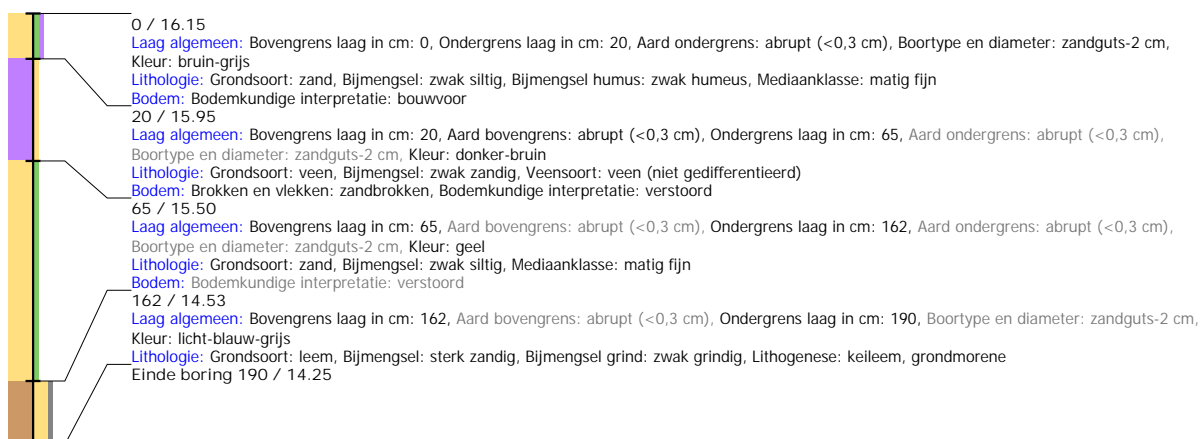 0 / 16.15
Laag algemeen: Bovengrens laag in cm: 0, Ondergrens laag in cm: 20, Aard ondergrens: abrupt (<0,3 cm), Boortype en diameter: zandguts-2 cm,
Kleur: bruin-grijs
Lithologie: Grondsoort: zand, Bijmengsel: zwak siltig, Bijmengsel humus: zwak humeus, Mediaanklasse: matig fijn
Bodem: Bodemkundige interpretatie: bouwvoor
20 / 15.95
Laag algemeen: Bovengrens laag in cm: 20, Aard bovengrens: abrupt (<0,3 cm), Ondergrens laag in cm: 65, Aard ondergrens: abrupt (<0,3 cm),
Boortype en diameter: zandguts-2 cm, Kleur: donker-bruin
Lithologie: Grondsoort: veen, Bijmengsel: zwak zandig, Veensoort: veen (niet gedifferentieerd)
Bodem: Brokken en vlekken: zandbrokken, Bodemkundige interpretatie: verstoord
65 / 15.50
Laag algemeen: Bovengrens laag in cm: 65, Aard bovengrens: abrupt (<0,3 cm), Ondergrens laag in cm: 162, Aard ondergrens: abrupt (<0,3 cm),
Boortype en diameter: zandguts-2 cm, Kleur: geel
Lithologie: Grondsoort: zand, Bijmengsel: zwak siltig, Mediaanklasse: matig fijn
Bodem: Bodemkundige interpretatie: verstoord
162 / 14.53
Laag algemeen: Bovengrens laag in cm: 162, Aard bovengrens: abrupt (<0,3 cm), Ondergrens laag in cm: 190, Boortype en diameter: zandguts-2 cm,
Kleur: licht-blauw-grijs
Lithologie: Grondsoort: leem, Bijmengsel: sterk zandig, Bijmengsel grind: zwak grindig, Lithogenese: keileem, grondmorene
Einde boring 190 / 14.25